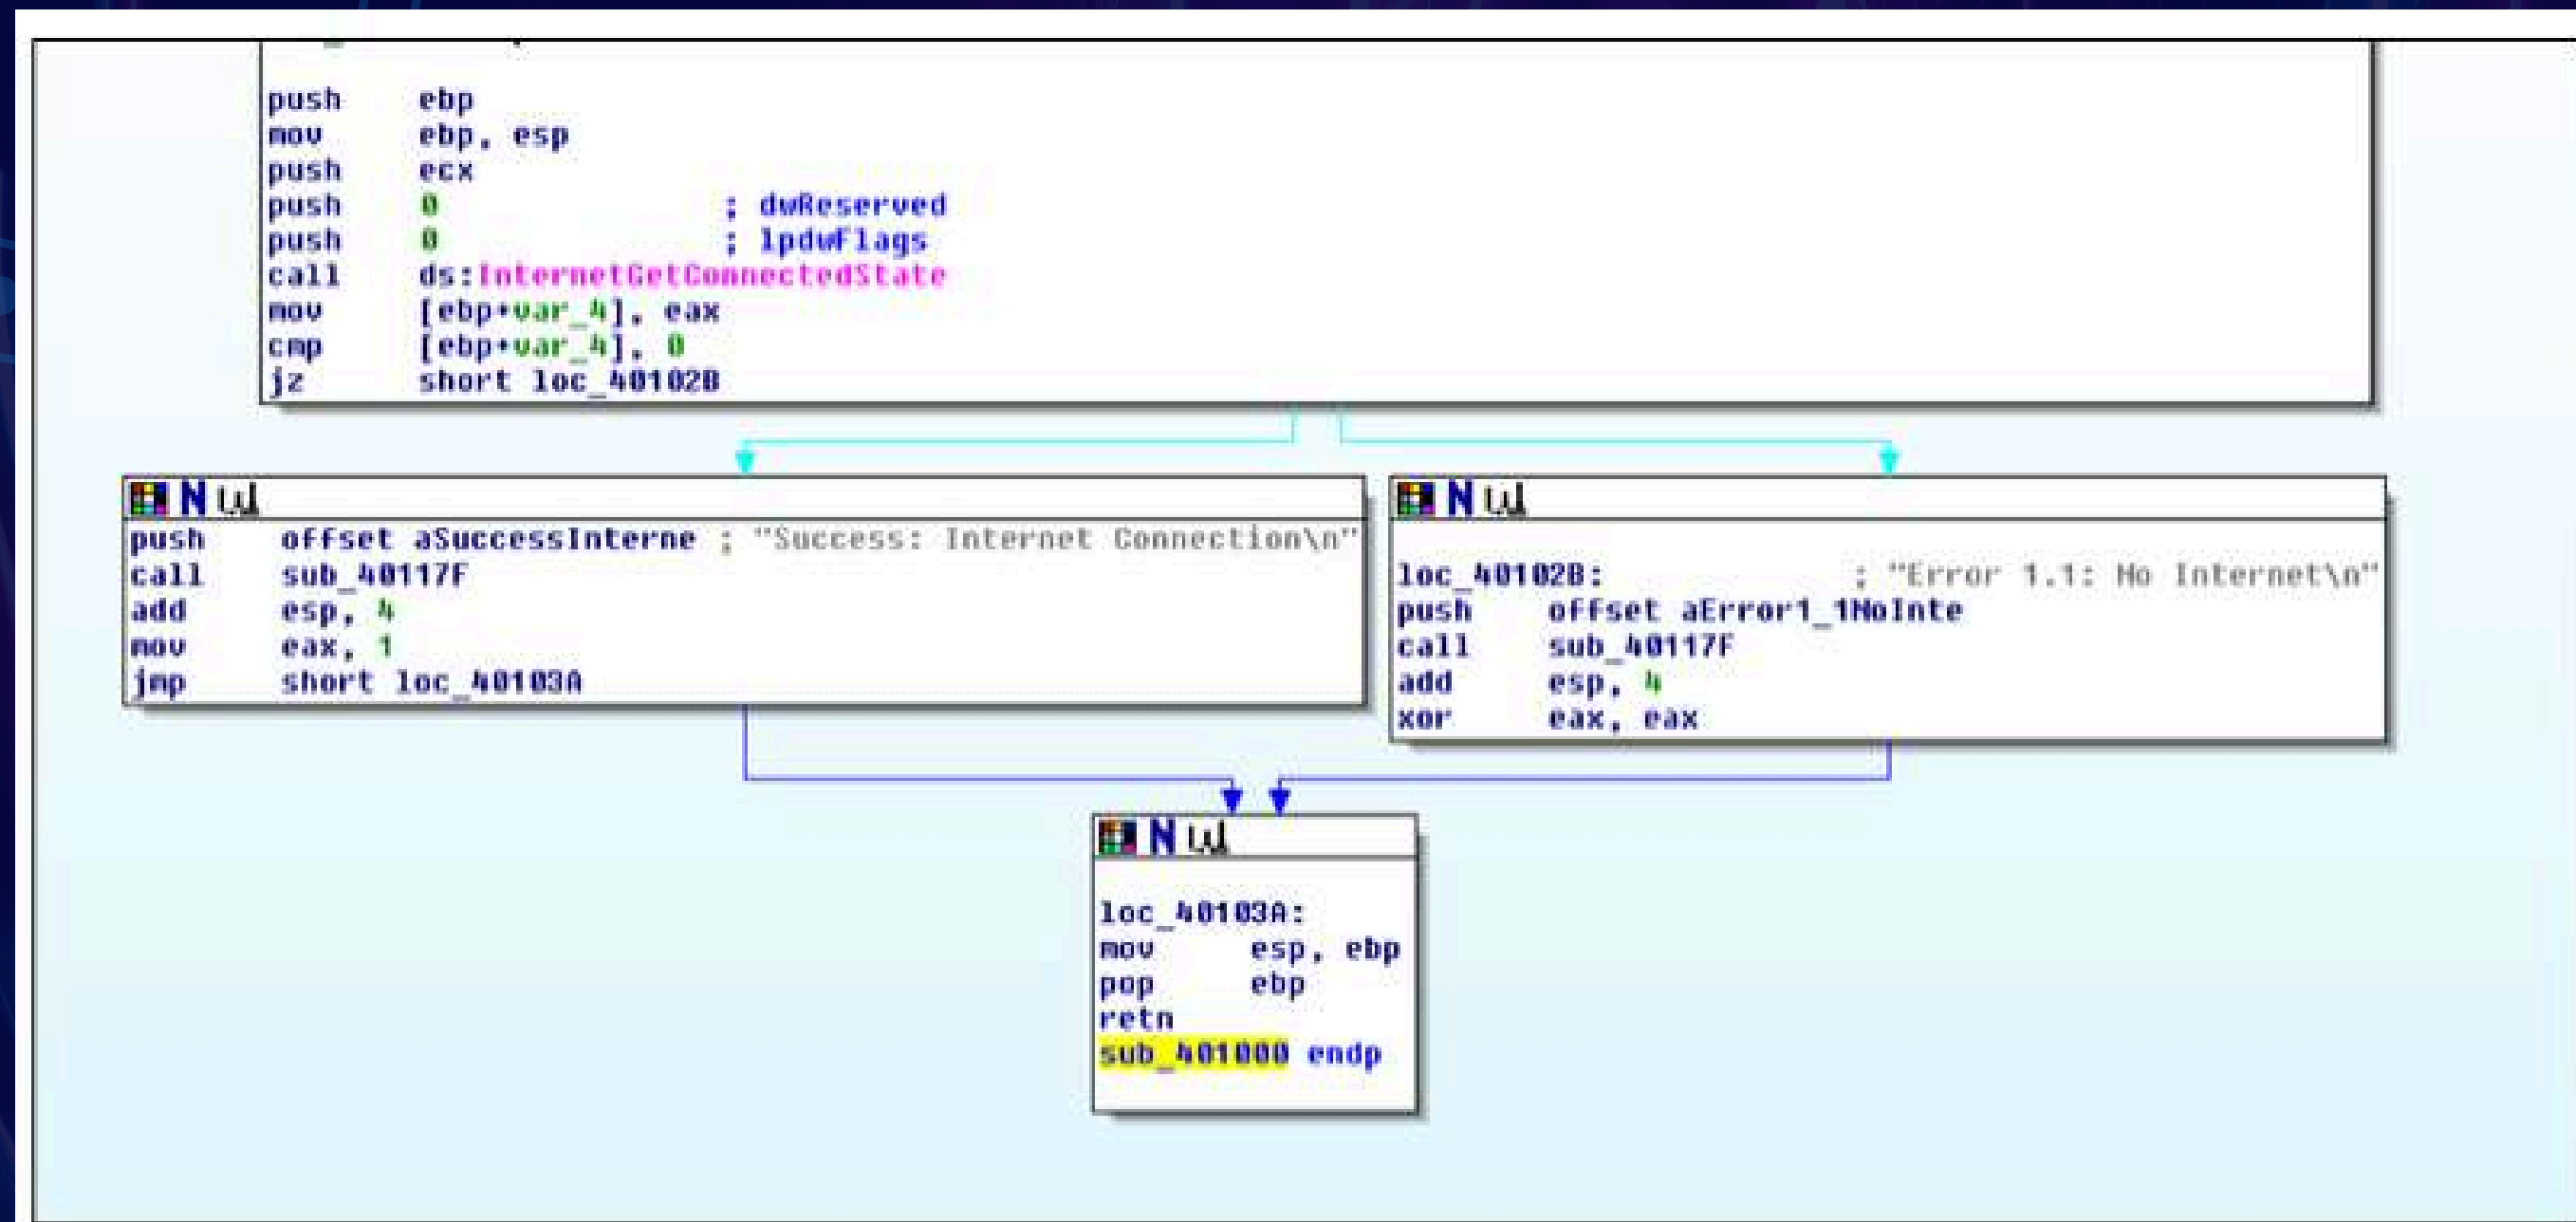 push ebp
mov ebp, esp
push ecx
push 0 ; dwReserved
push 0 ; lpdwFlags
call ds:InternetGetConnectedState
mov [ebp+var_4], eax
cmp [ebp+var_4], 0
jz short loc_40102B
push offset aSuccessInterne ; "Success: Internet Connection\n"
call sub_40117F
add esp, 4
mov eax, 1
jmp short loc_40103A
loc_40102B: ; "Error 1.1: No Internet\n"
push offset aError1_1NoInte
call sub_40117F
add esp, 4
xor eax, eax
loc_40103A:
mov esp, ebp
pop ebp
retn
sub_401000 endp